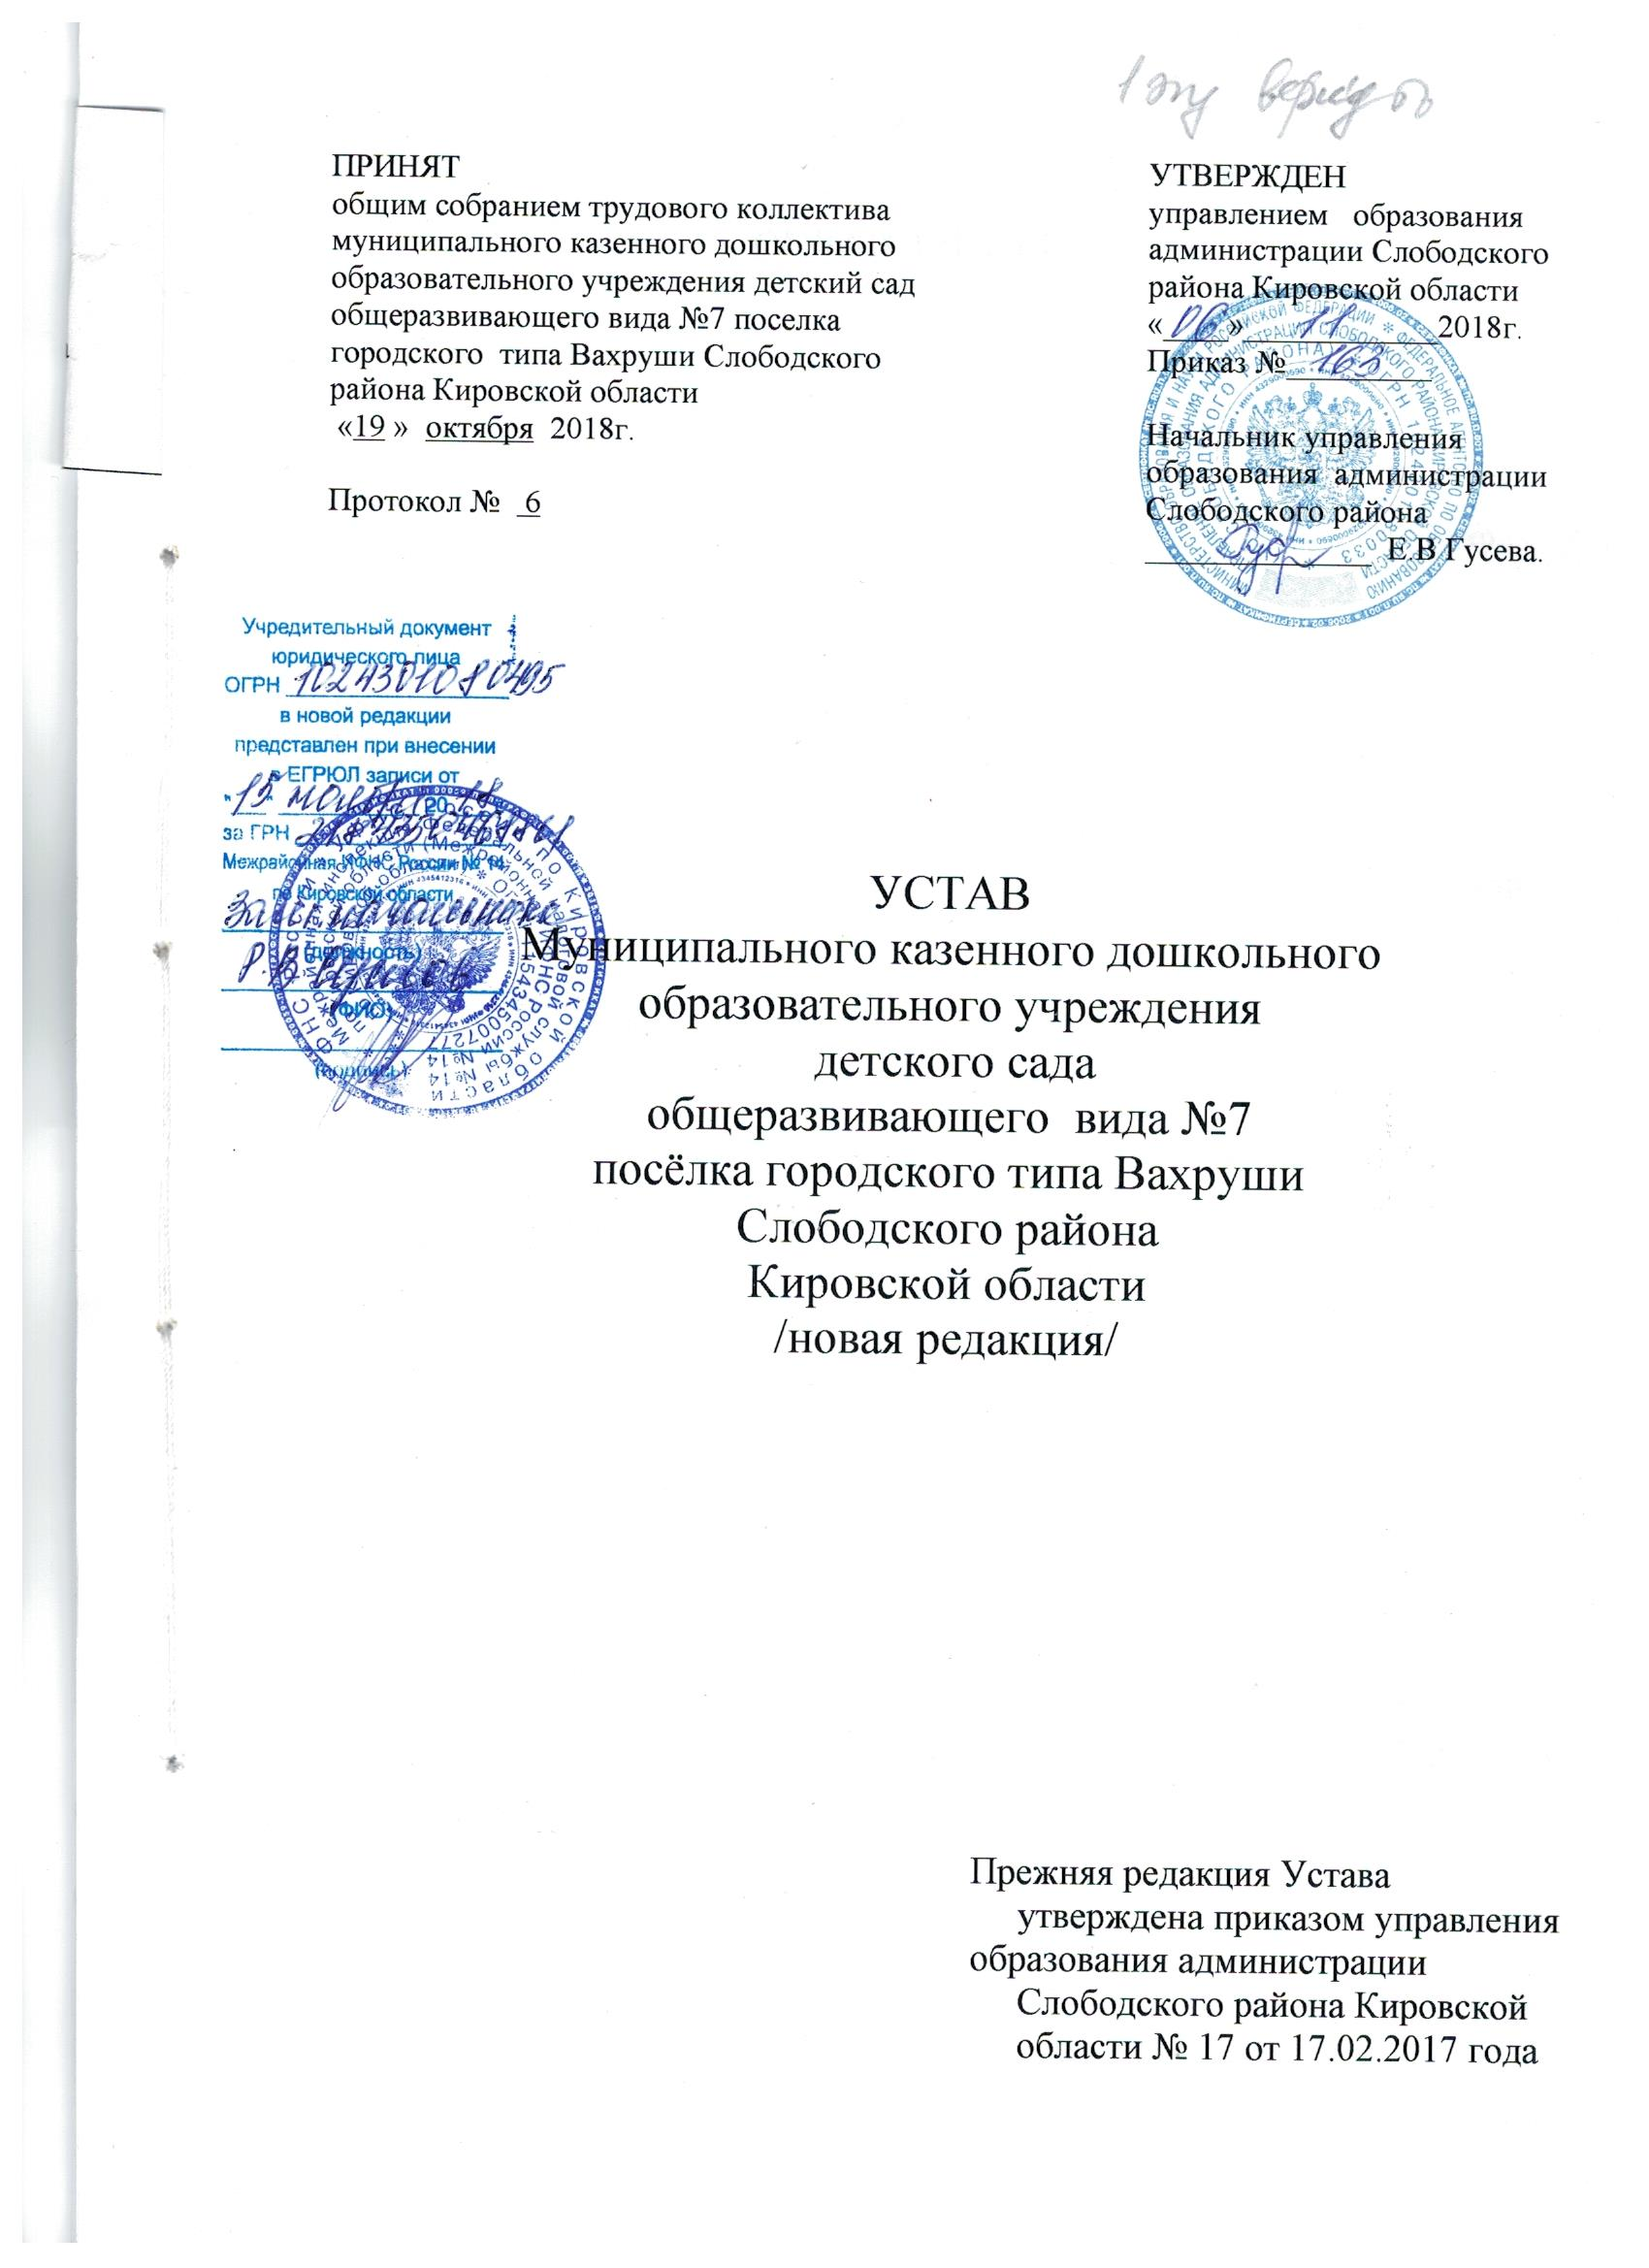 ПРИНЯТ
общим собранием трудового коллектива
муниципального казенного дошкольного
образовательного учреждения детский сад
общеразвивающего вида №7 поселка
городского типа Вахруши Слободского
района Кировской области
«19 » октября 2018г.
Протокол № 6
УТВЕРЖДЕН
управлением образования
администрации Слободского
района Кировской области
«06» 11 2018г.
Приказ № 163
Начальник управления
образования администрации
Слободского района
Е.В Гусева.
Учредительный документ
юридического лица
ОГРН 1024301080495
в новой редакции
представлен при внесении
в ЕГРЮЛ записи от
"15" 20
за ГРН
Межрайонная ИФНС России № 14
по Кировской области
(должность)
(ФИО)
(подпись)
УСТАВ
Муниципального казенного дошкольного
образовательного учреждения
детского сада
общеразвивающего вида №7
посёлка городского типа Вахруши
Слободского района
Кировской области
/новая редакция/
Прежняя редакция Устава
утверждена приказом управления
образования администрации
Слободского района Кировской
области № 17 от 17.02.2017 года